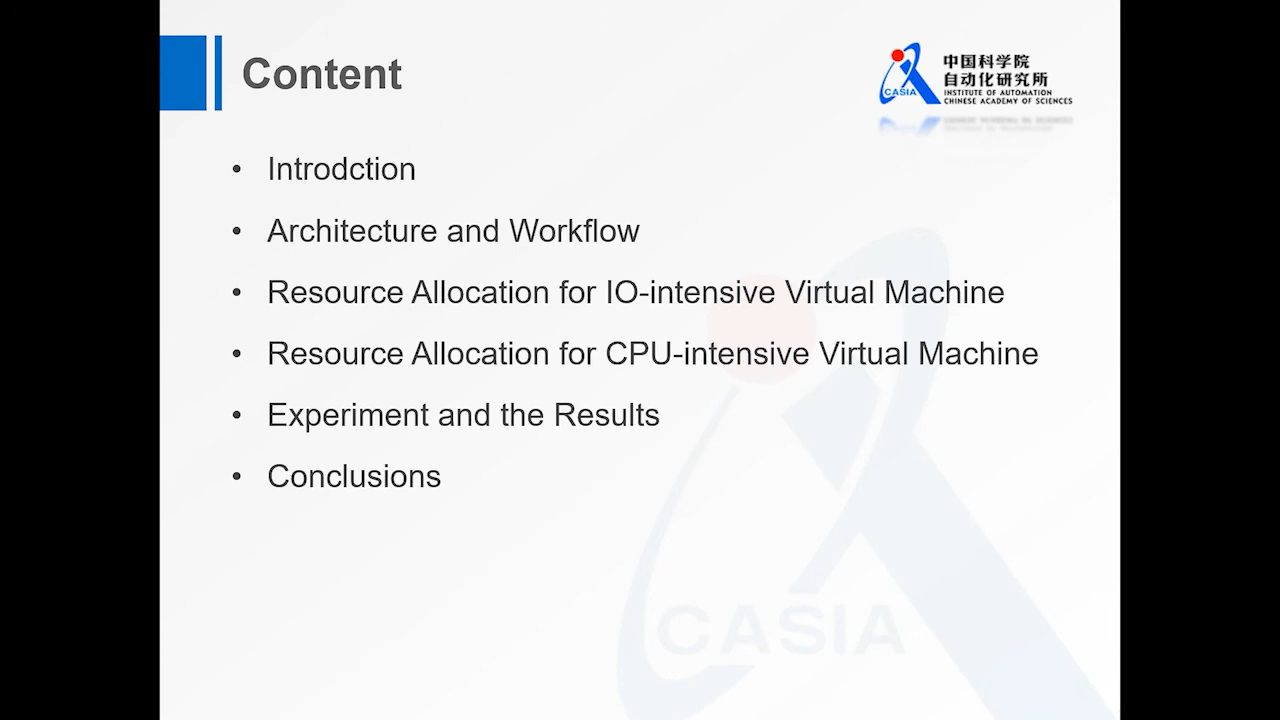 Content
中国科学院
自动化研究所
INSTITUTE OF AUTOMATION
CHINESE ACADEMY OF SCIENCES
CASIA
• Introdction
• Architecture and Workflow
• Resource Allocation for IO-intensive Virtual Machine
• Resource Allocation for CPU-intensive Virtual Machine
• Experiment and the Results
• Conclusions
CASIA